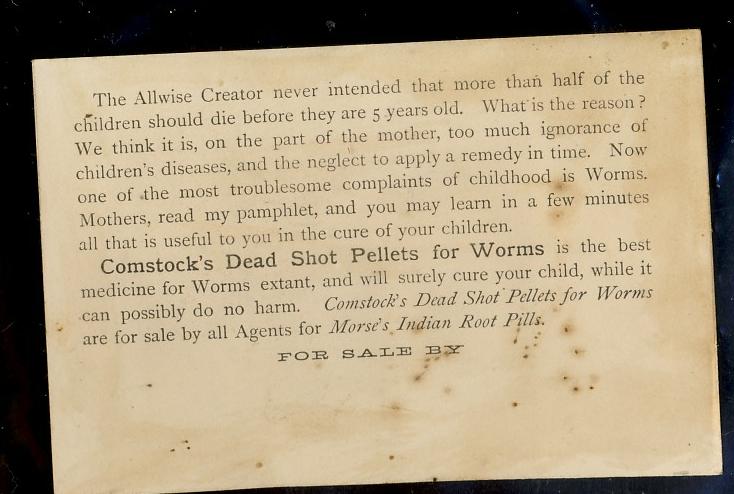 The Allwise Creator never intended that more than half of the
children should die before they are 5 years old. What is the reason?
We think it is, on the part of the mother, too much ignorance of
children's diseases, and the neglect to apply a remedy in time. Now
one of the most troublesome complaints of childhood is Worms.
Mothers, read my pamphlet, and you may learn in a few minutes
all that is useful to you in the cure of your children.
Comstock's Dead Shot Pellets for Worms is the best
medicine for Worms extant, and will surely cure your child, while it
can possibly do no harm. Comstock's Dead Shot Pellets for Worms
are for sale by all Agents for Morse's Indian Root Pills.
FOR SALE BY